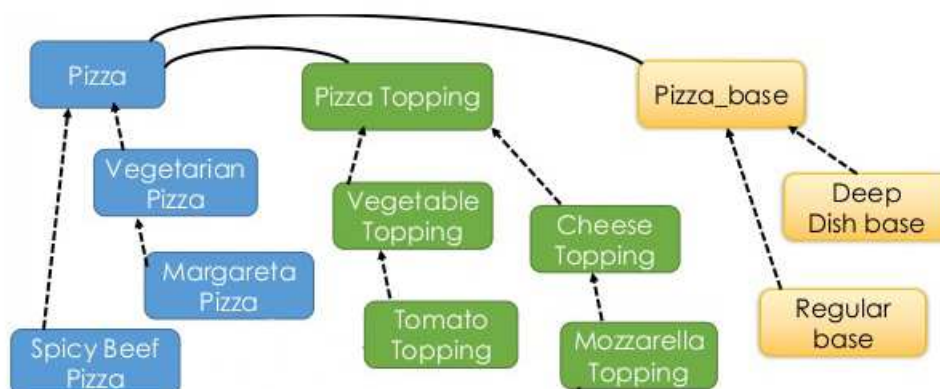 Pizza
Pizza Topping
Pizza_base
Vegetarian
Pizza
Vegetable
Topping
Cheese
Topping
Deep
Dish base
Margareta
Pizza
Tomato
Topping
Mozzarella
Topping
Regular
base
Spicy Beef
Pizza